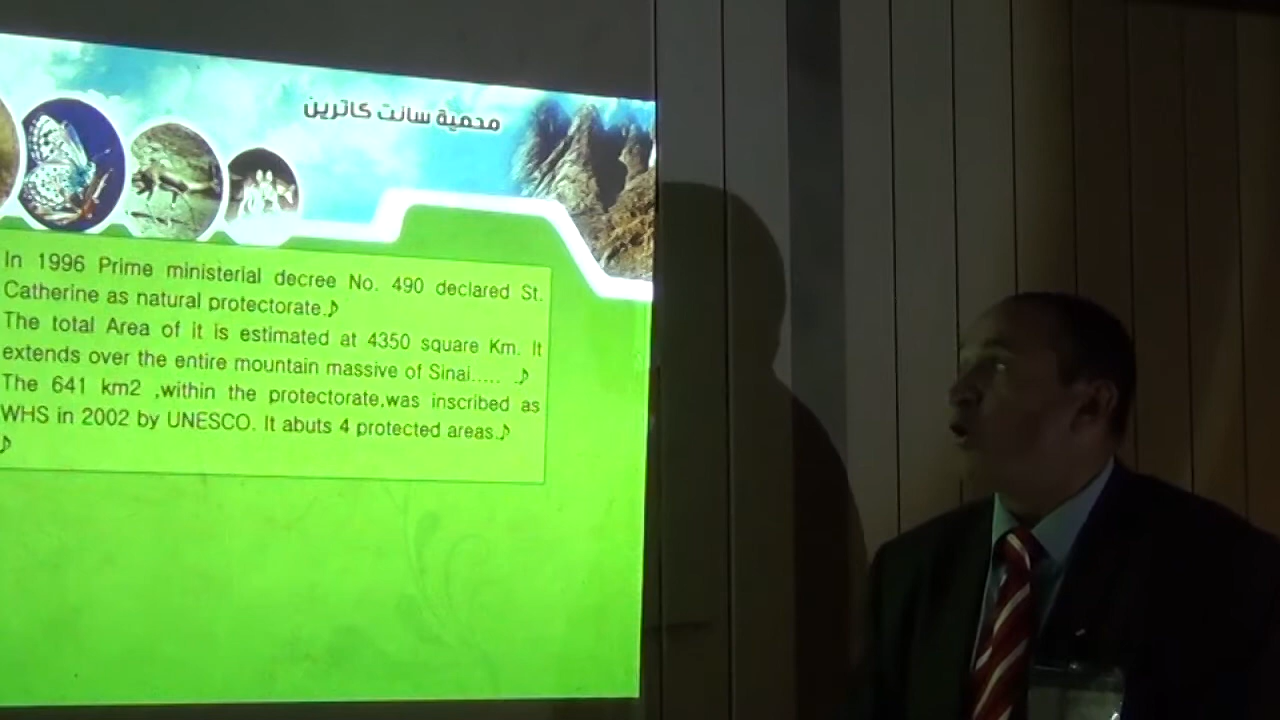 محمية سانت كاترين
In 1996 Prime ministerial decree No. 490 declared St.
Catherine as natural protectorate.♪
The total Area of it is estimated at 4350 square Km. It
extends over the entire mountain massive of Sinai..... .♪
The 641 km2 ,within the protectorate,was inscribed as
WHS in 2002 by UNESCO. It abuts 4 protected areas.♪
♪